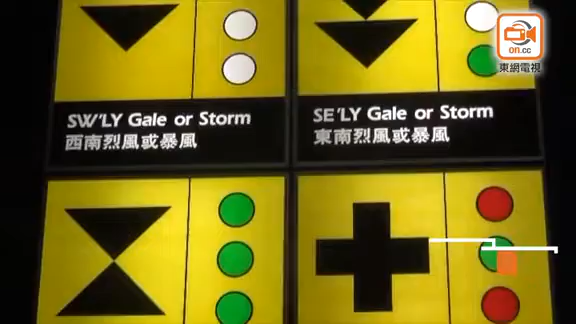 on.cc
東網電視
SW'LY Gale or Storm
西南烈風或暴風
SE'LY Gale or Storm
東南烈風或暴風